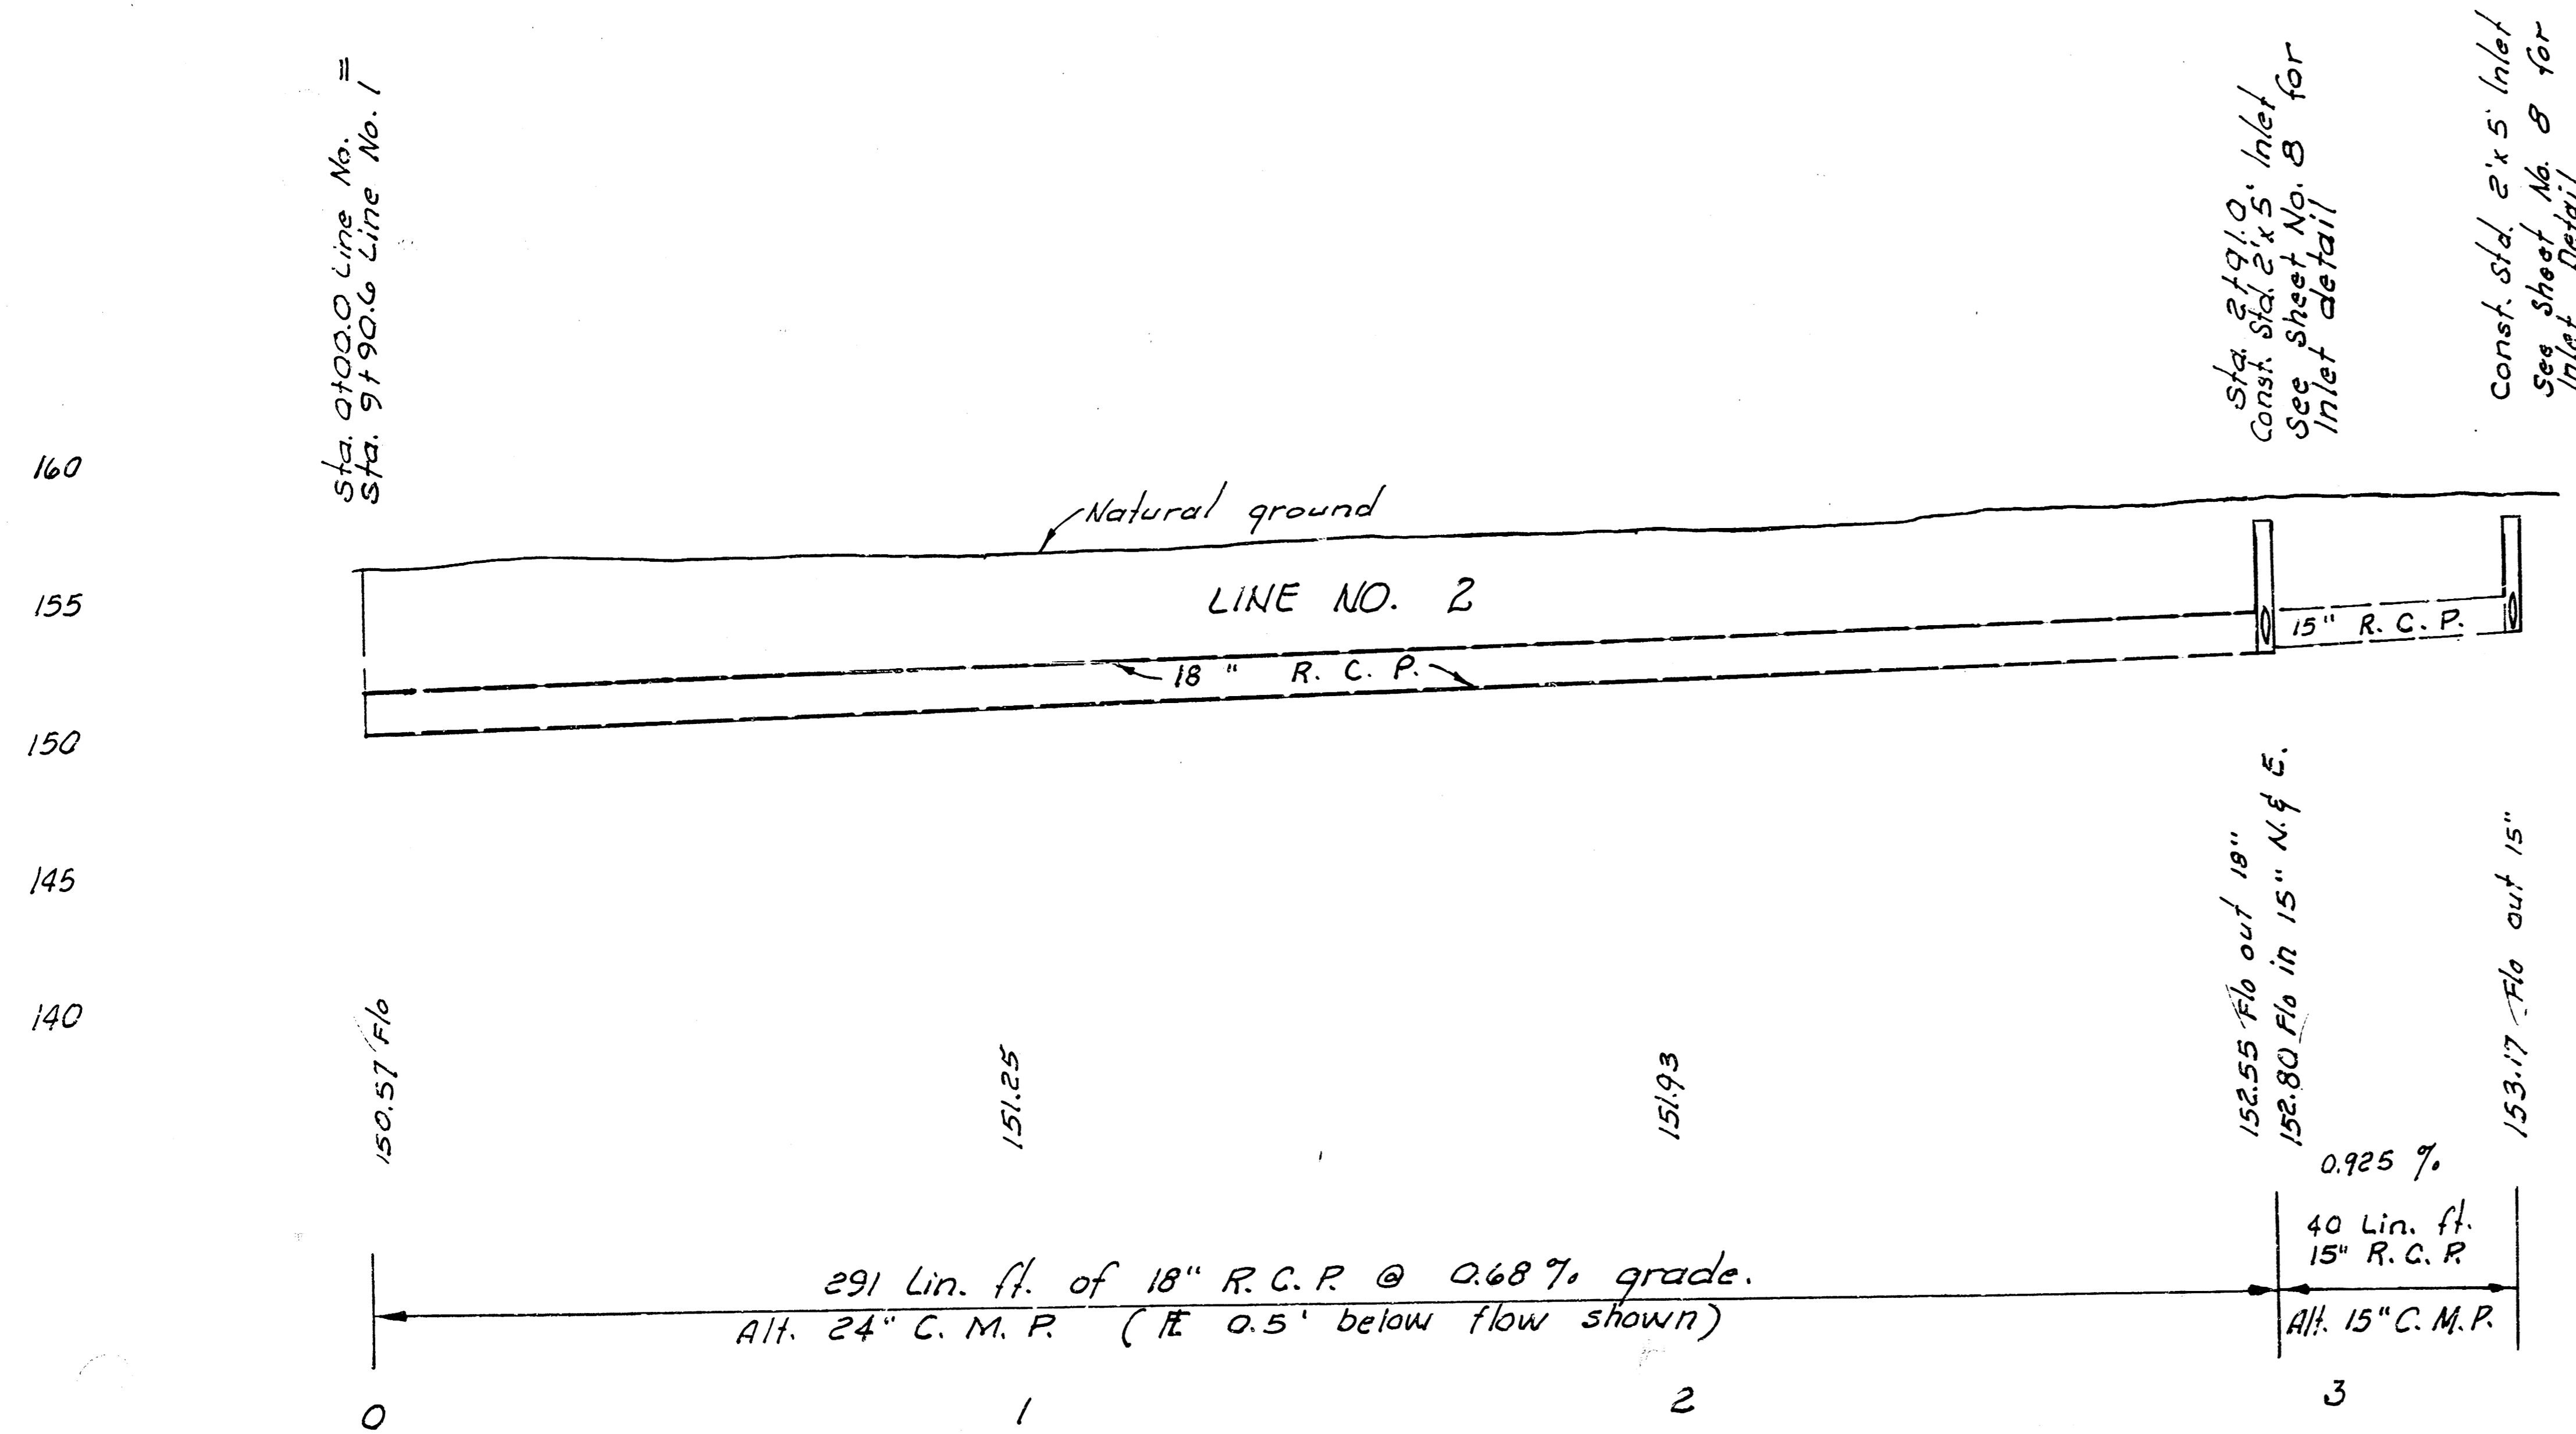 Sta. 0+00.0 Line No. =
Sta. 9+90.6 Line No. 1
Sta. 2+91.0
Const. Std. 2'x5' Inlet
See Sheet No. 8 for
Inlet detail
Const. Std. 2'x5' Inlet
See Sheet No. 8 for
Inlet Detail
160
155
150
145
140
Natural ground
LINE NO. 2
18" R. C. P.
15" R. C. P.
150.57 Flo
151.25
151.93
152.55 Flo out 18"
152.80 Flo in 15" N. & E.
153.17 Flo out 15"
0.925 %
40 Lin. ft.
15" R. C. P.
Alt. 15" C. M. P.
291 Lin. ft. of 18" R. C. P. @ 0.68 % grade.
Alt. 24" C. M. P. ( 0.5' below flow shown)
0
1
2
3